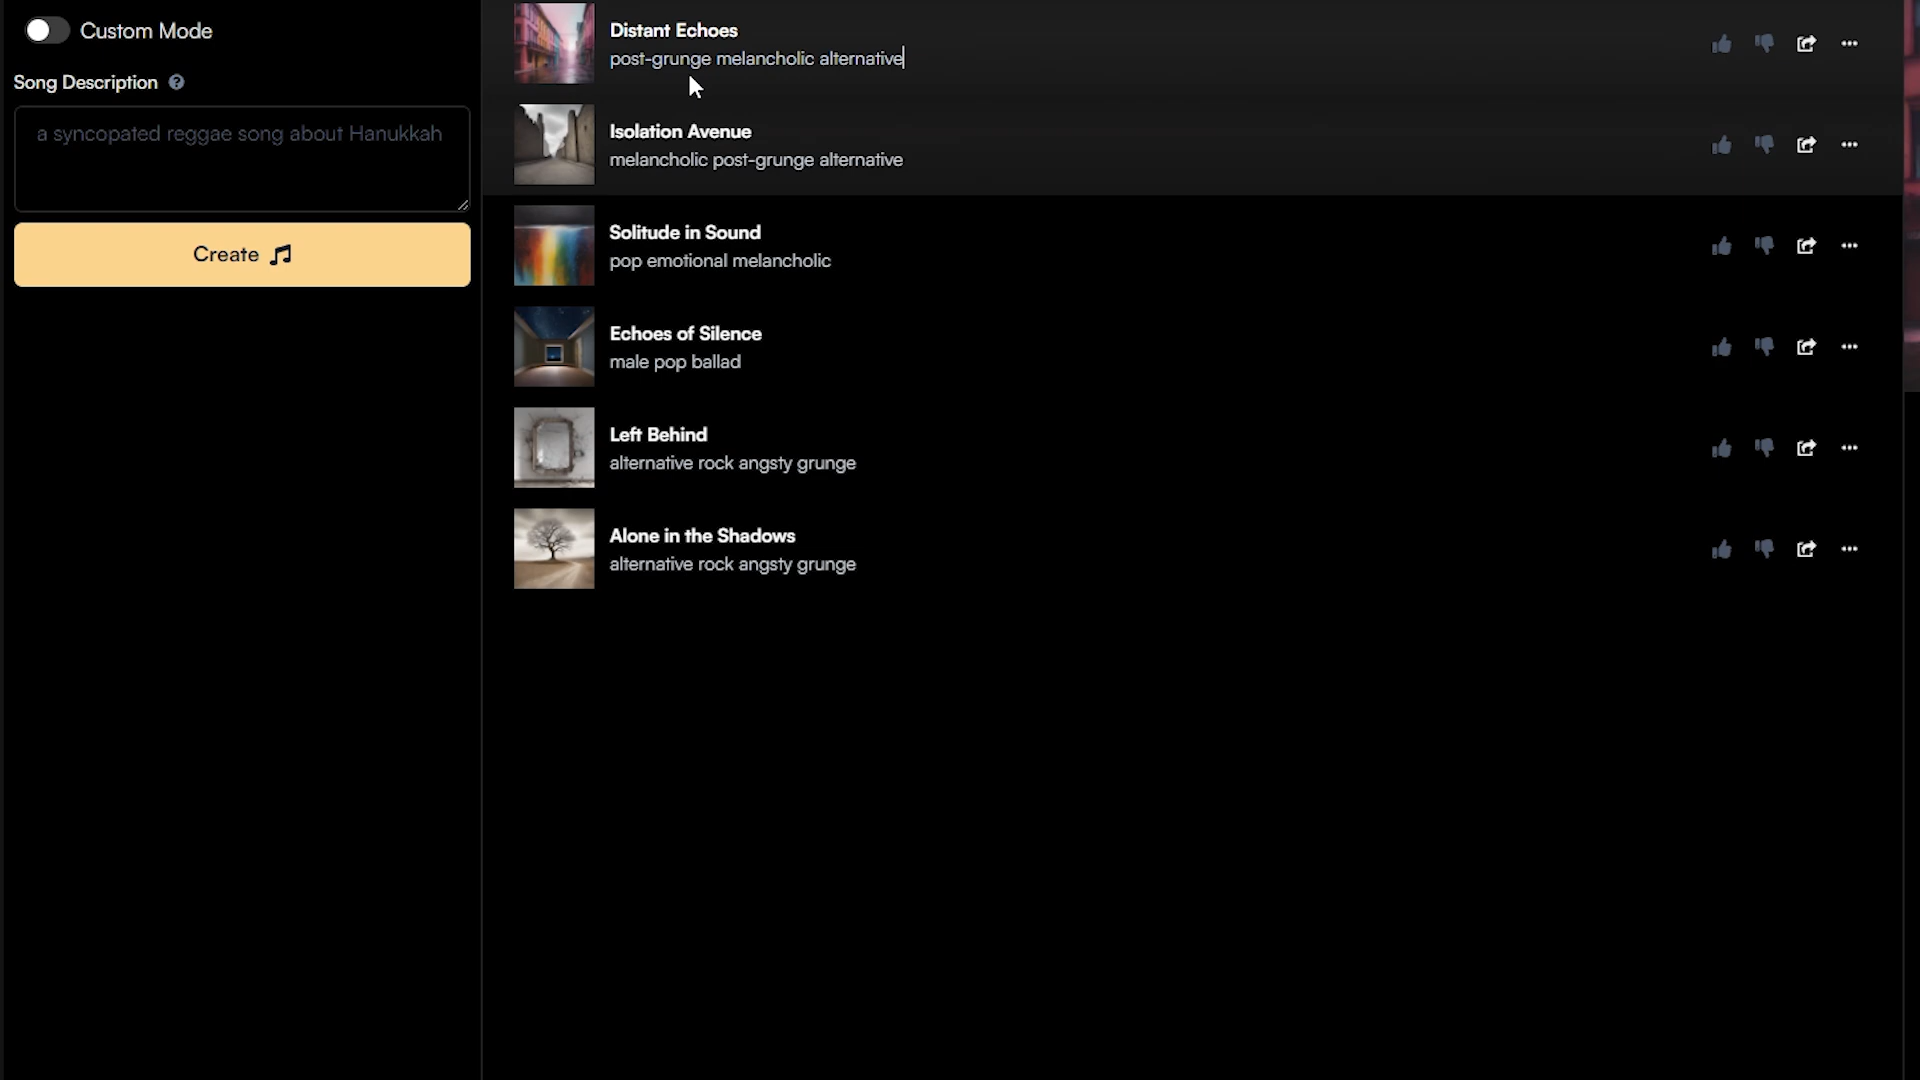 Custom Mode
Song Description
a syncopated reggae song about Hanukkah
Create
Distant Echoes
post-grunge melancholic alternative
Isolation Avenue
melancholic post-grunge alternative
Solitude in Sound
pop emotional melancholic
Echoes of Silence
male pop ballad
Left Behind
alternative rock angsty grunge
Alone in the Shadows
alternative rock angsty grunge